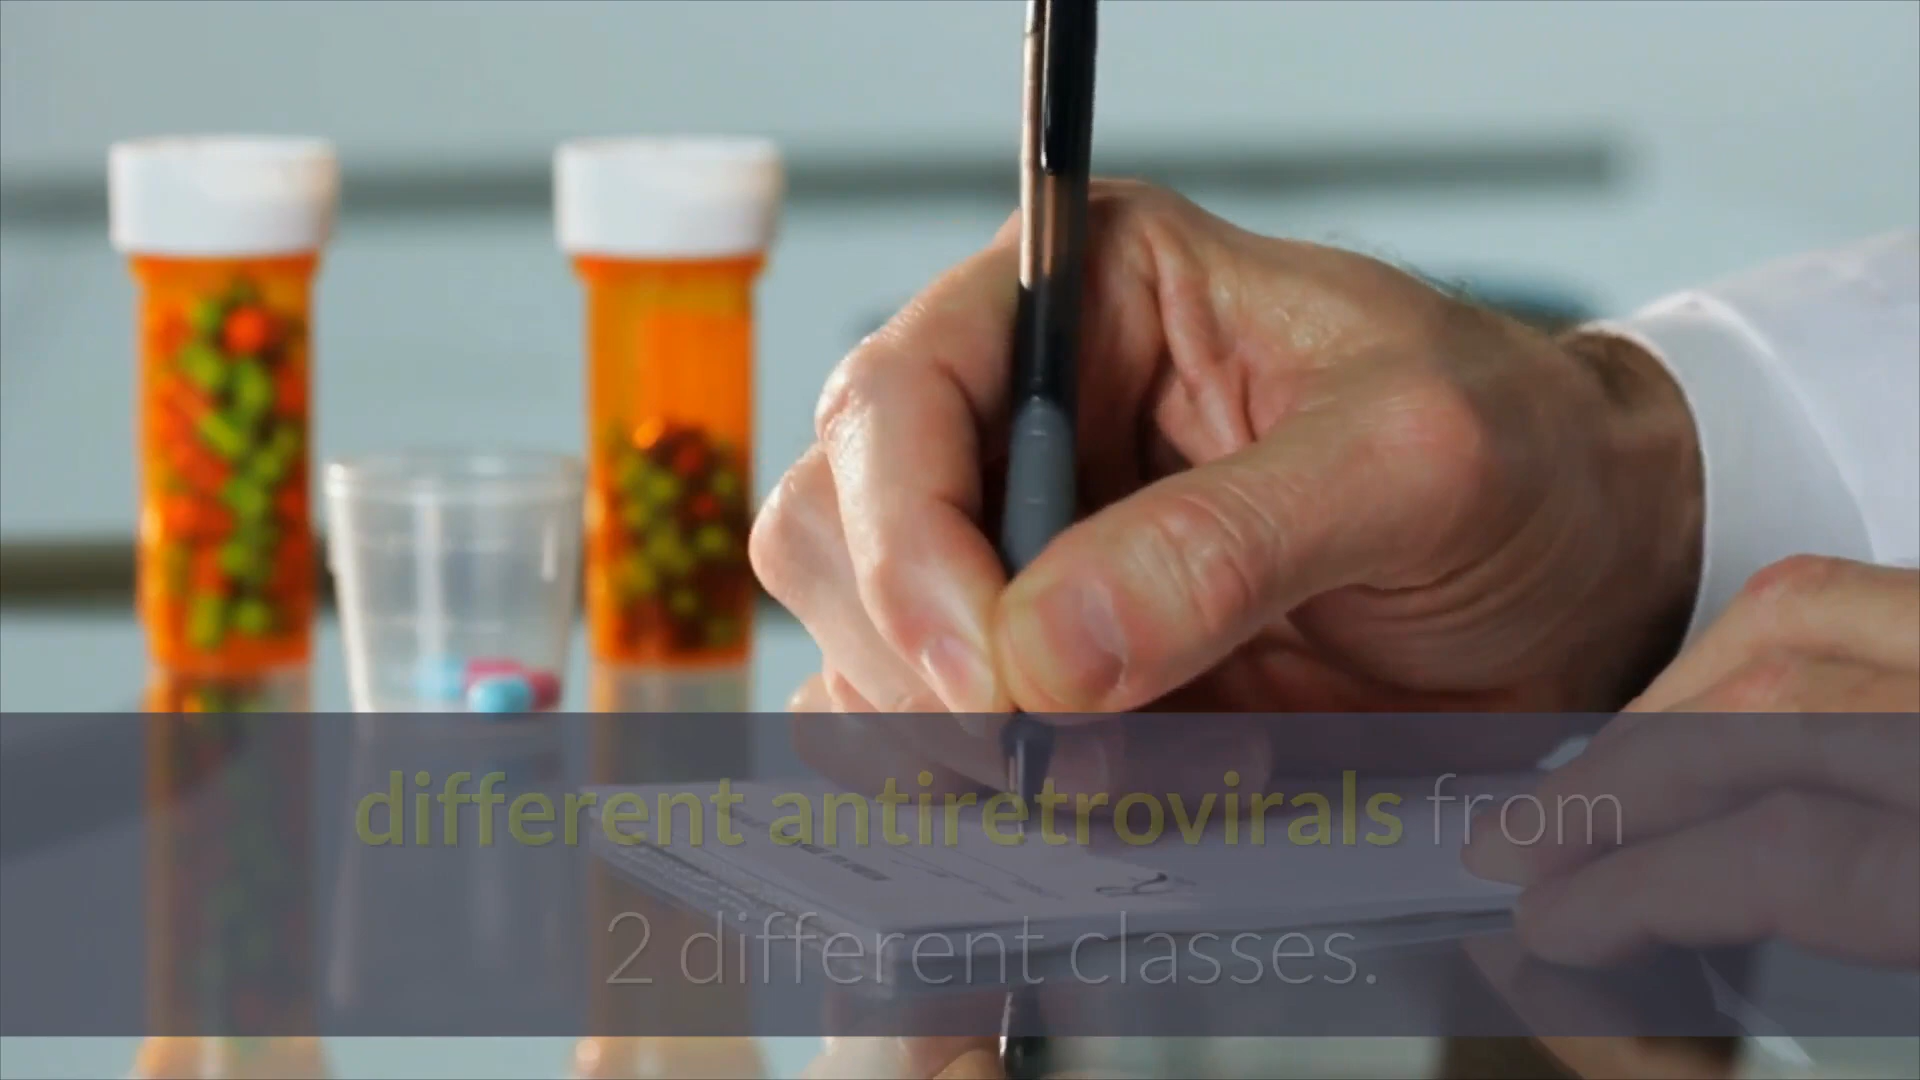 different antiretrovirals from
2 different classes.